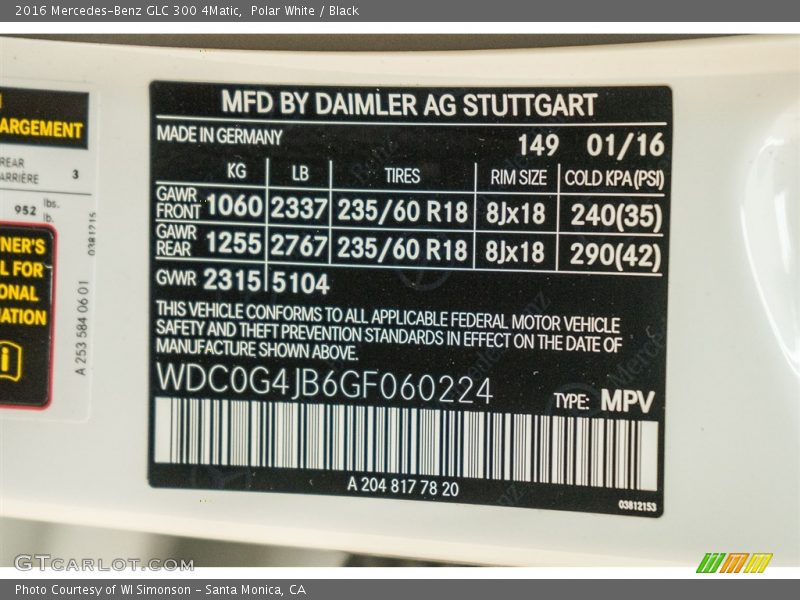 2016 Mercedes-Benz GLC 300 4Matic,  Polar White / Black
ARGEMENT
REAR
ARRIÈRE 3
952 lbs.
lb.
0381215
NER'S
L FOR
ONAL
ATION
i
A 253 584 06 01
MFD BY DAIMLER AG STUTTGART
MADE IN GERMANY 149 01/16
KG LB TIRES RIM SIZE COLD KPA(PSI)
GAWR FRONT 1060 2337 235/60 R18 8Jx18 240(35)
GAWR REAR 1255 2767 235/60 R18 8Jx18 290(42)
GWR 2315 5104
THIS VEHICLE CONFORMS TO ALL APPLICABLE FEDERAL MOTOR VEHICLE
SAFETY AND THEFT PREVENTION STANDARDS IN EFFECT ON THE DATE OF
MANUFACTURE SHOWN ABOVE.
WDC0G4JB6GF060224 TYPE: MPV
A 204 817 78 20
03812153
GTcarlot.com
Photo Courtesy of WI Simonson - Santa Monica, CA